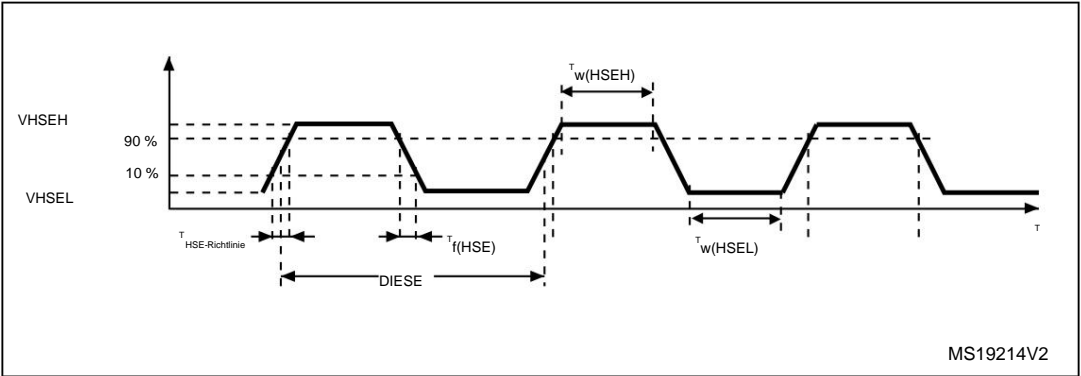 Tw(HSEH)
VHSEH
90 %
10 %
VHSEL
THSE-Richtlinie
Tf(HSE)
Tw(HSEL)
T
DIESE
MS19214V2